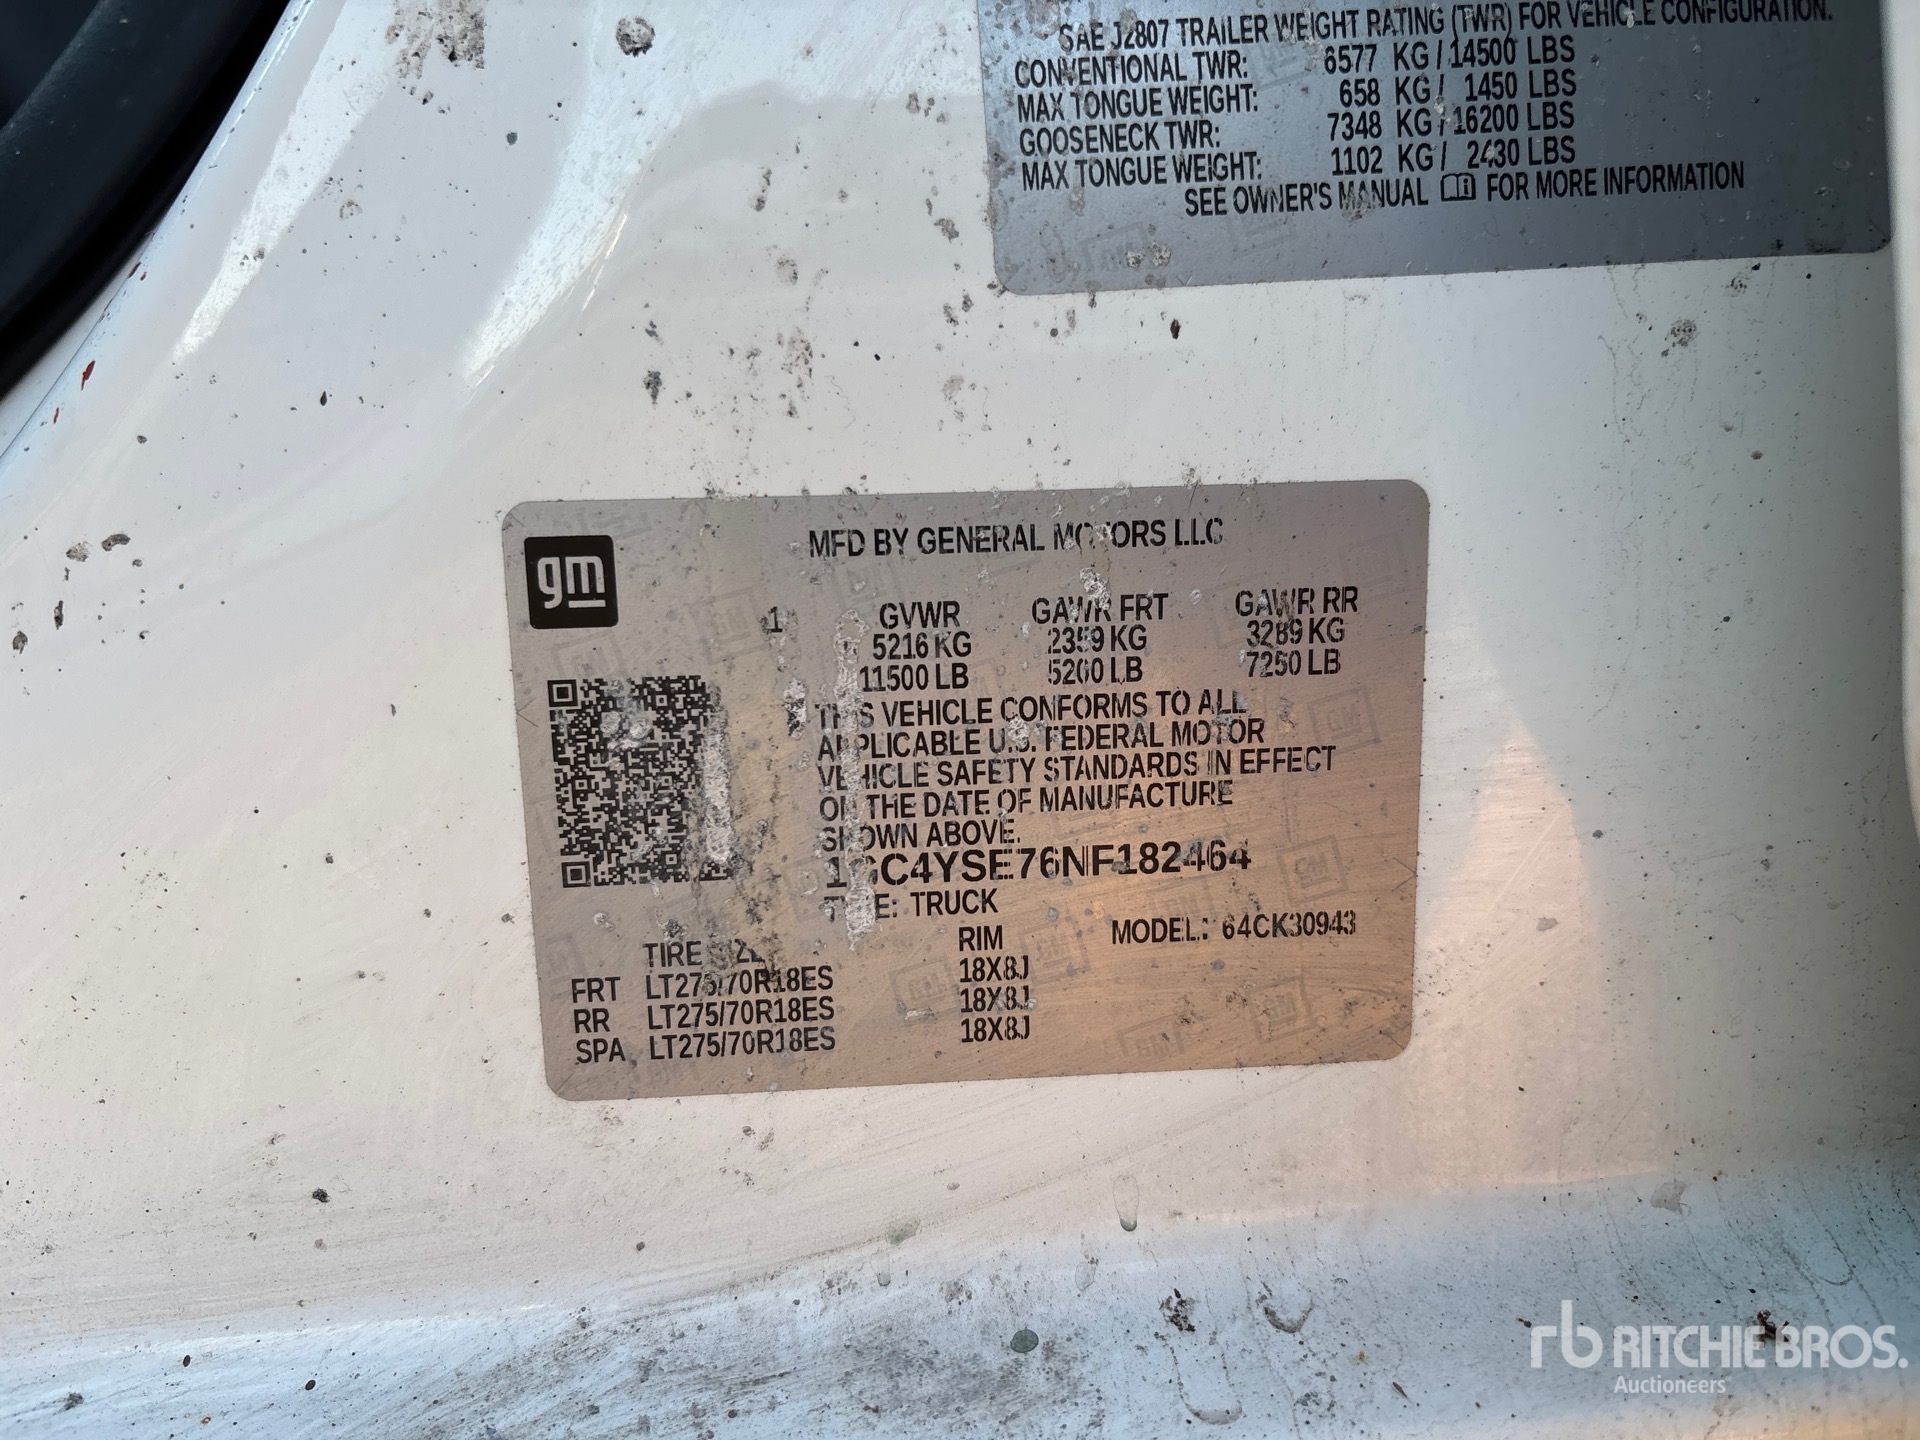 SAE J2807 TRAILER WEIGHT RATING (TWR) FOR VEHICLE CONFIGURATION.
CONVENTIONAL TWR: 6577 KG / 14500 LBS
MAX TONGUE WEIGHT: 658 KG / 1450 LBS
GOOSENECK TWR: 7348 KG / 16200 LBS
MAX TONGUE WEIGHT: 1102 KG / 2430 LBS
SEE OWNER'S MANUAL FOR MORE INFORMATION
gm
MFD BY GENERAL MOTORS LLC
GVWR GAWR FRT GAWR RR
5216 KG 2359 KG 3289 KG
11500 LB 5200 LB 7250 LB
THIS VEHICLE CONFORMS TO ALL
APPLICABLE U.S. FEDERAL MOTOR
VEHICLE SAFETY STANDARDS IN EFFECT
ON THE DATE OF MANUFACTURE
SHOWN ABOVE.
1GC4YSE76NF182464
TYPE: TRUCK
MODEL: 64CK30943
TIRE SIZE RIM
FRT LT275/70R18ES 18X8J
RR LT275/70R18ES 18X8J
SPA LT275/70R18ES 18X8J
rb RITCHIE BROS.
Auctioneers